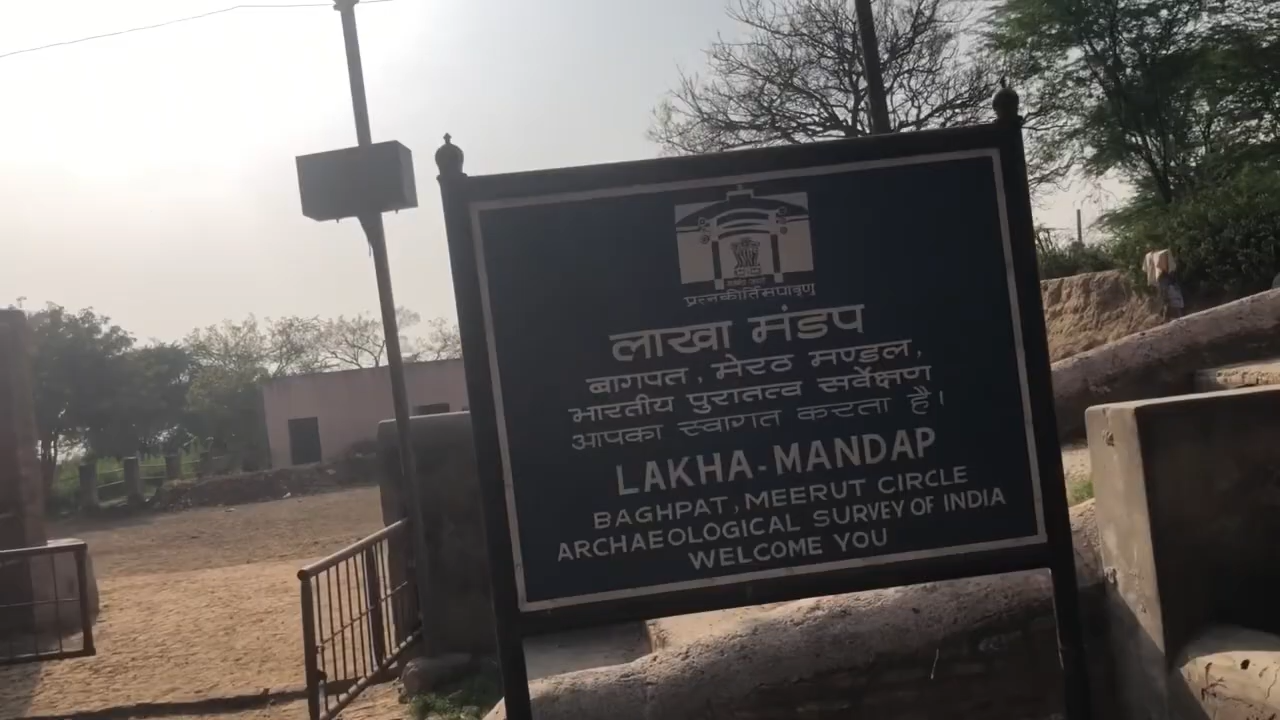 प्रत्नकीर्तिमपावृणु
लाखा मंडप
बागपत, मेरठ मण्डल,
भारतीय पुरातत्व सर्वेक्षण
आपका स्वागत करता है।
LAKHA-MANDAP
BAGHPAT, MEERUT CIRCLE
ARCHAEOLOGICAL SURVEY OF INDIA
WELCOME YOU